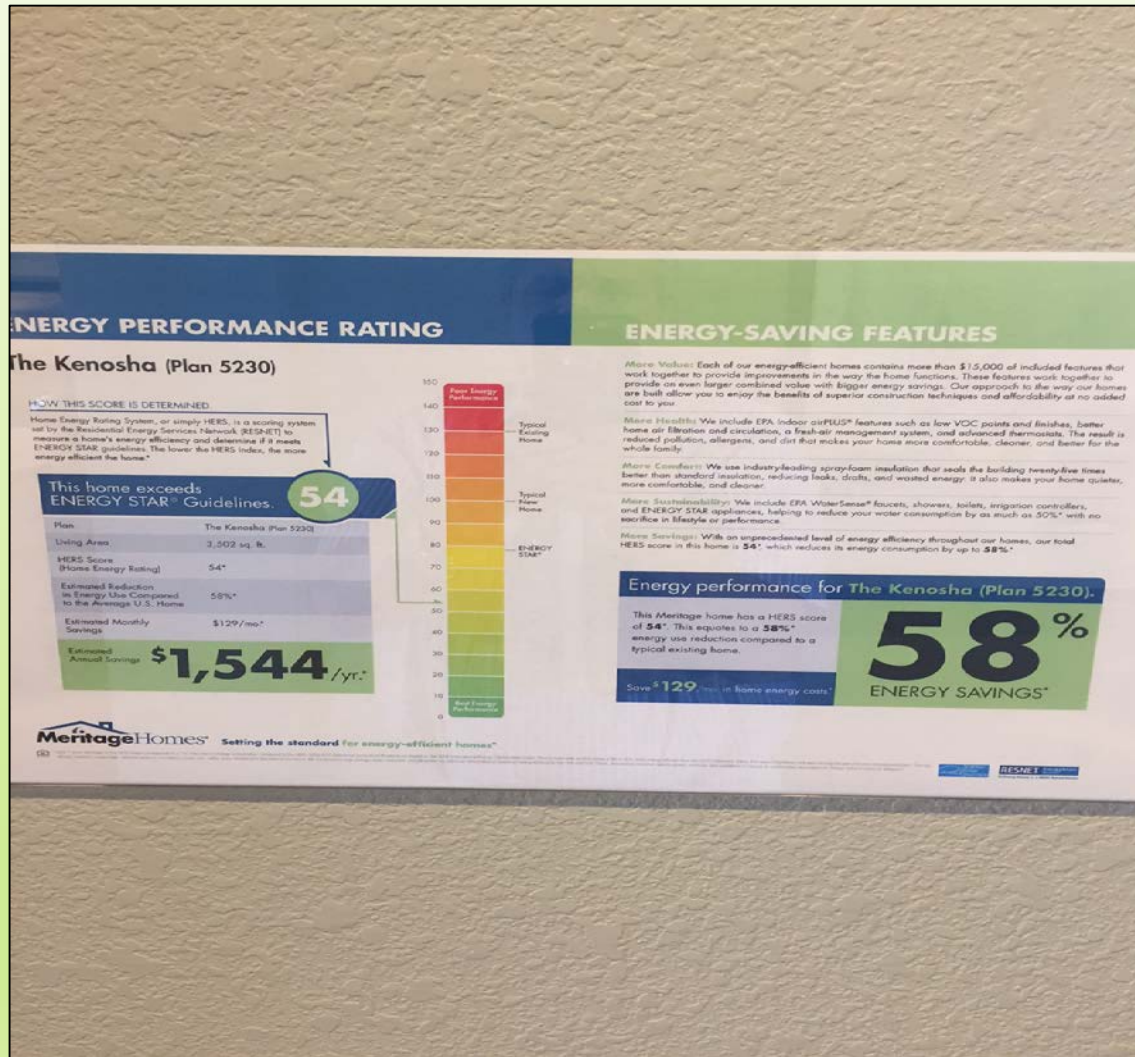 ENERGY PERFORMANCE RATING
The Kenosha (Plan 5230)
HOW THIS SCORE IS DETERMINED
Home Energy Rating System, or simply HERS, is a scoring system
set by the Residential Energy Services Network (RESNET) to
measure a home's energy efficiency and determine if it meets
ENERGY STAR guidelines. The lower the HERS Index, the more
energy efficient the home.*
This home exceeds
ENERGY STAR® Guidelines.
54
Plan The Kenosha (Plan 5230)
Living Area 3,502 sq. ft.
HERS Score
(Home Energy Rating) 54*
Estimated Reduction
in Energy Use Compared
to the Average U.S. Home 58%*
Estimated Monthly
Savings $129/mo.*
Estimated
Annual Savings $1,544/yr.*
150
Poor Energy
Performance
140
130
Typical
Existing
Home
120
110
100
Typical
New
Home
90
80
ENERGY
STAR®
70
60
50
40
30
20
10
Best Energy
Performance
0
MeritageHomes® Setting the standard for energy-efficient homes®
ENERGY-SAVING FEATURES
More Value: Each of our energy-efficient homes contains more than $15,000 of included features that
work together to provide improvements in the way the home functions. These features work together to
provide an even larger combined value with bigger energy savings. Our approach to the way our homes
are built allow you to enjoy the benefits of superior construction techniques and affordability at no added
cost to you.
More Health: We include EPA Indoor airPLUS® features such as low VOC paints and finishes, better
home air filtration and circulation, a fresh-air management system, and advanced thermostats. The result is
reduced pollution, allergens, and dirt that makes your home more comfortable, cleaner, and better for the
whole family.
More Comfort: We use industry-leading spray-foam insulation that seals the building twenty-five times
better than standard insulation, reducing leaks, drafts, and wasted energy. It also makes your home quieter,
more comfortable, and cleaner.
More Sustainability: We include EPA WaterSense® faucets, showers, toilets, irrigation controllers,
and ENERGY STAR appliances, helping to reduce your water consumption by as much as 50%* with no
sacrifice in lifestyle or performance.
More Savings: With an unprecedented level of energy efficiency throughout our homes, our total
HERS score in this home is 54*, which reduces its energy consumption by up to 58%.*
Energy performance for The Kenosha (Plan 5230).
This Meritage home has a HERS score
of 54*. This equates to a 58%*
energy use reduction compared to a
typical existing home.
Save $129/mo. in home energy costs.*
58%
ENERGY SAVINGS*
RESNET